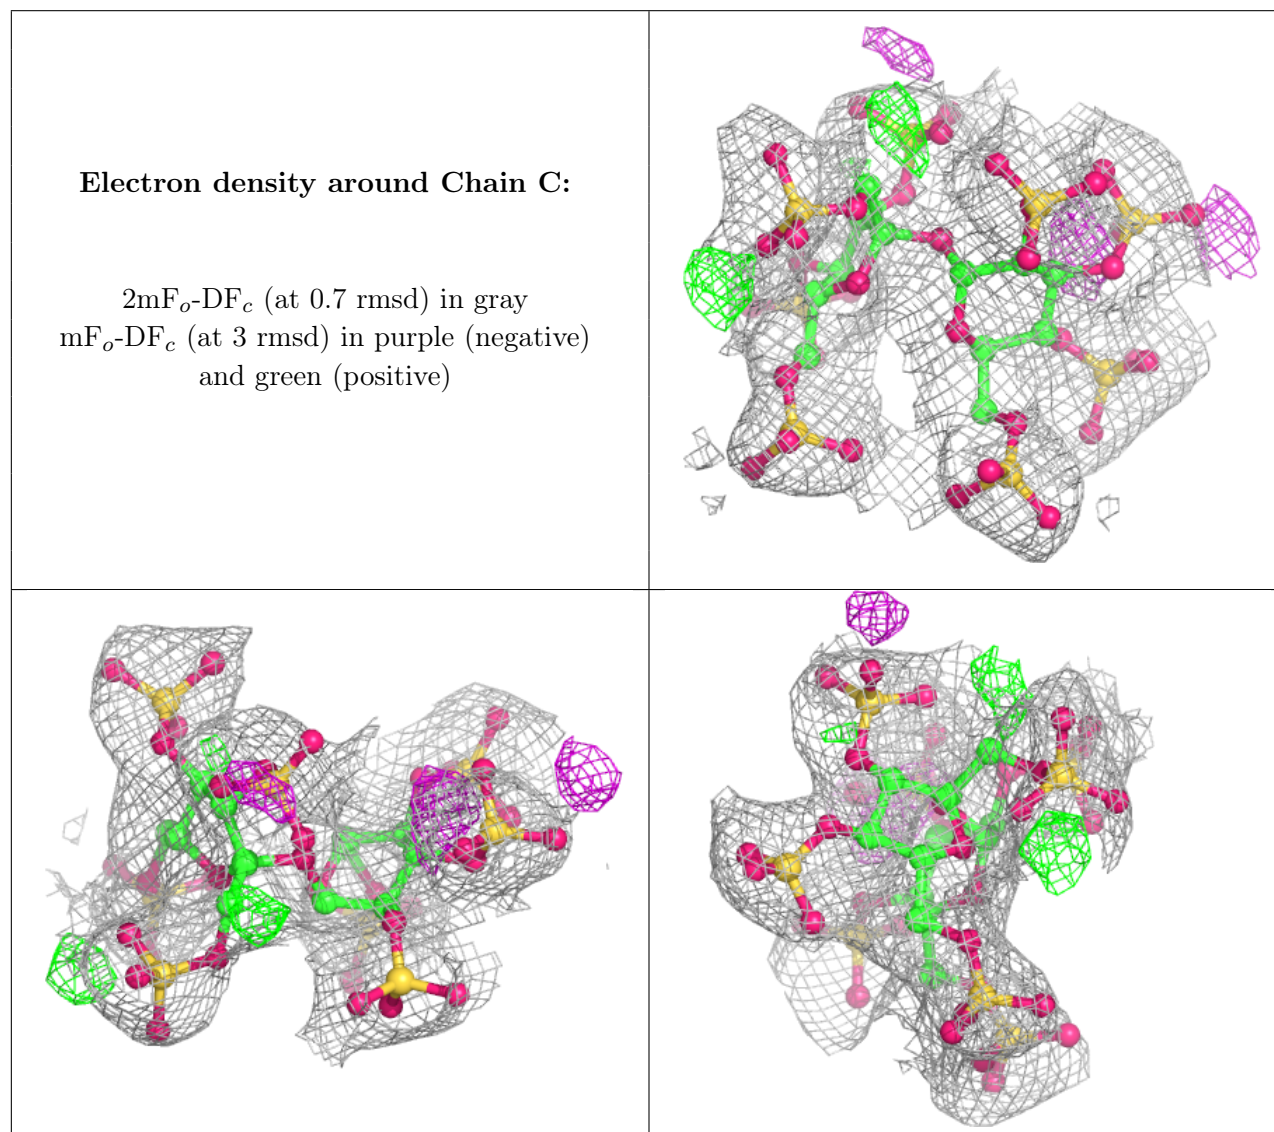 Electron density around Chain C:
2mFo-DFc (at 0.7 rmsd) in gray
mFo-DFc (at 3 rmsd) in purple (negative)
and green (positive)